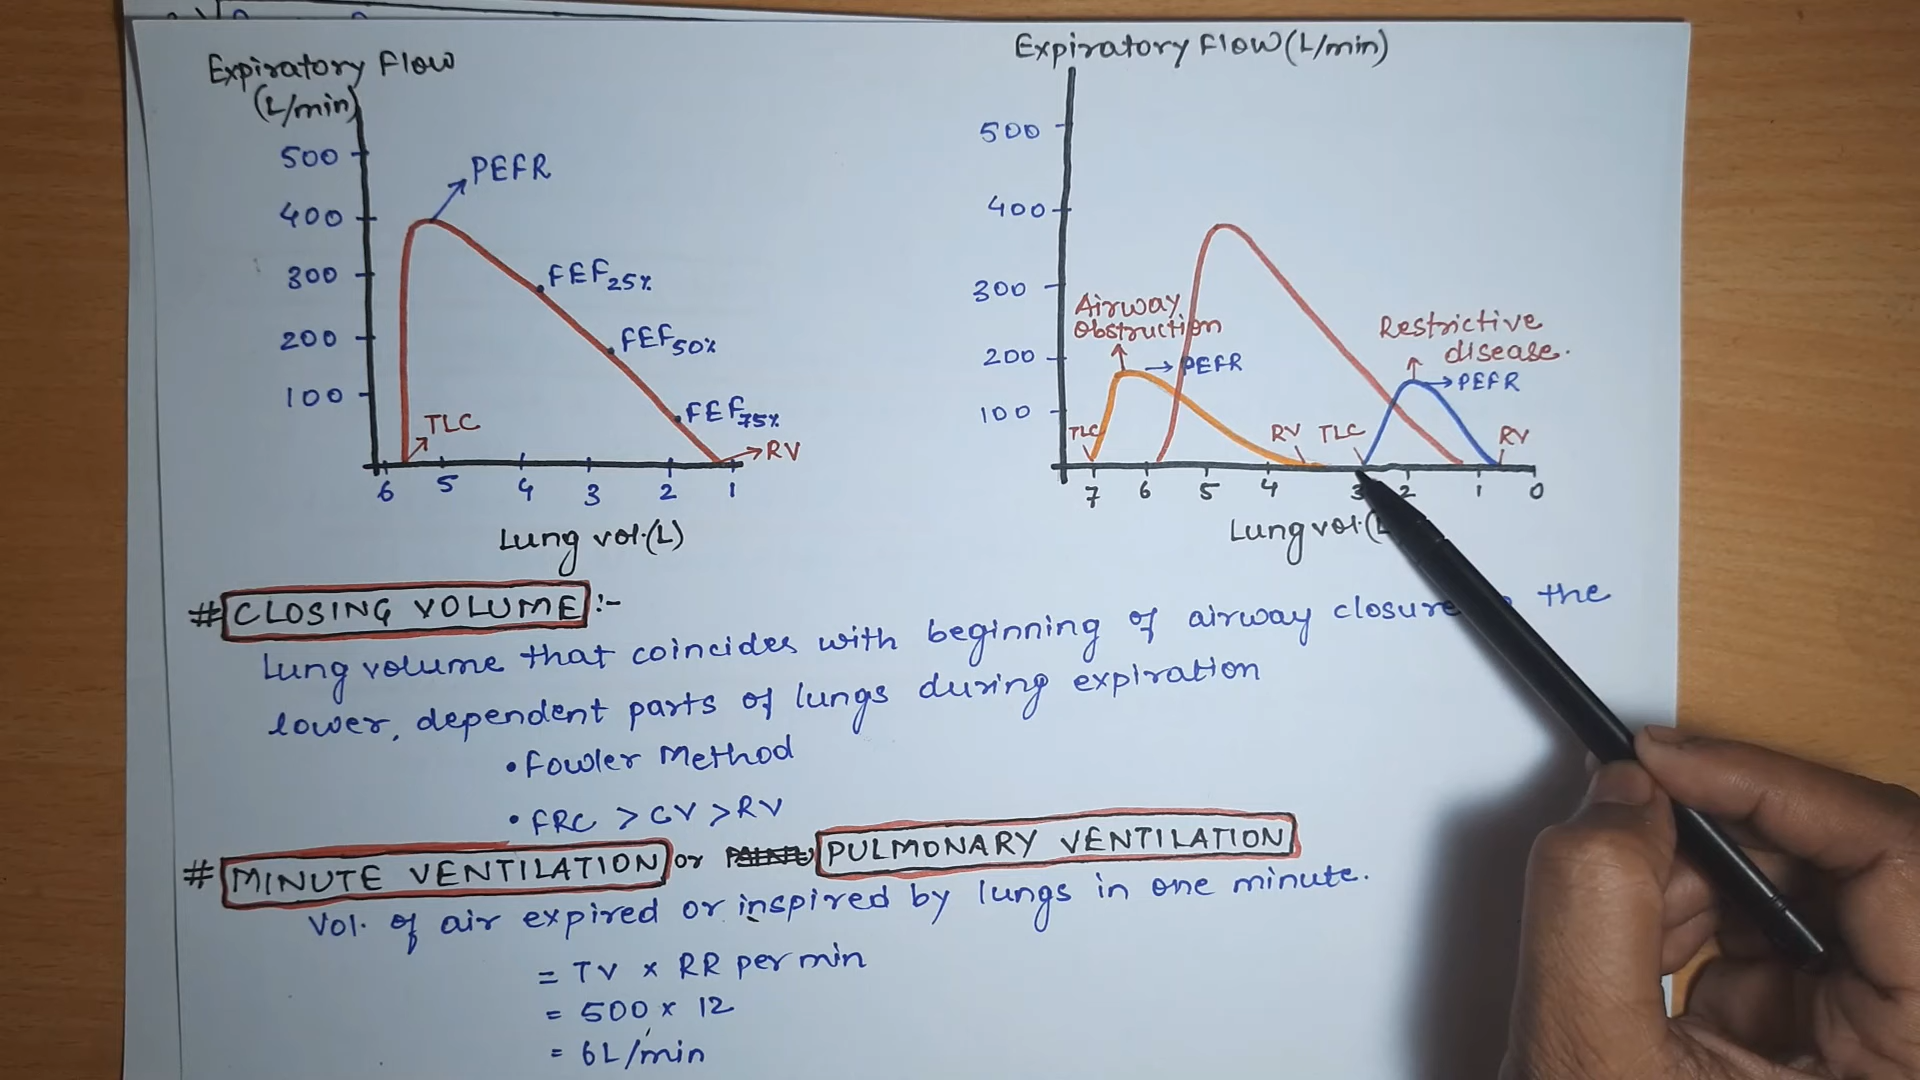 Expiratory Flow
(L/min)
500
400
300
200
100
PEFR
FEF25%
FEF50%
FEF75%
TLC
RV
6 5 4 3 2 1
Lung vol.(L)
Expiratory Flow (L/min)
500
400
300
200
100
Airway
Obstruction
PEFR
Restrictive
disease.
PEFR
TLC
RV
TLC
RV
7 6 5 4 3 2 1 0
Lung vol.(L
# CLOSING VOLUME :-
Lung volume that coincides with beginning of airway closure the
lower, dependent parts of lungs during expiration
• Fowler Method
• FRC > CV > RV
# MINUTE VENTILATION or PULMONARY VENTILATION
Vol. of air expired or inspired by lungs in one minute.
= TV × RR per min
= 500 × 12
= 6L/min